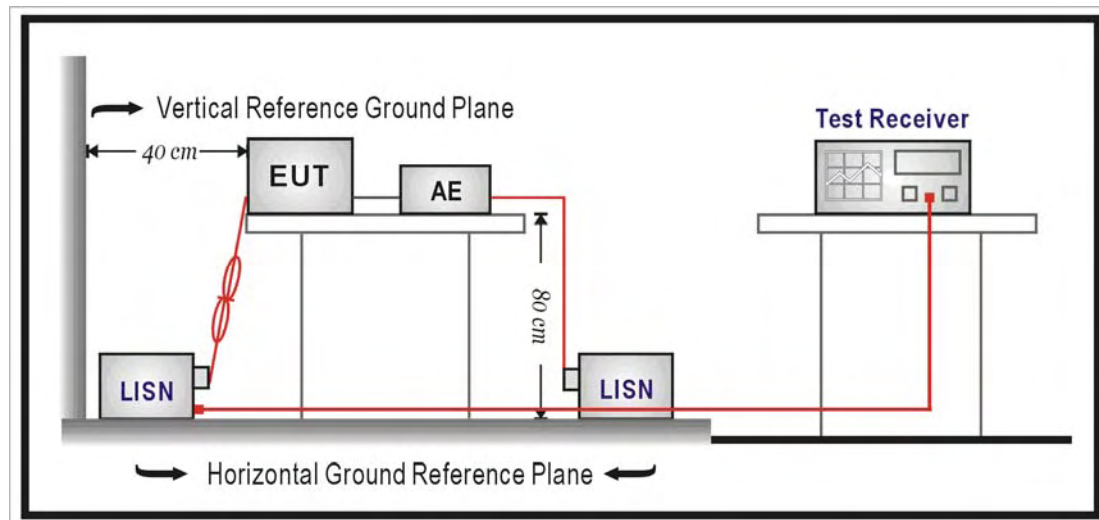 Vertical Reference Ground Plane
40 cm
Test Receiver
EUT
AE
80 cm
LISN
LISN
Horizontal Ground Reference Plane